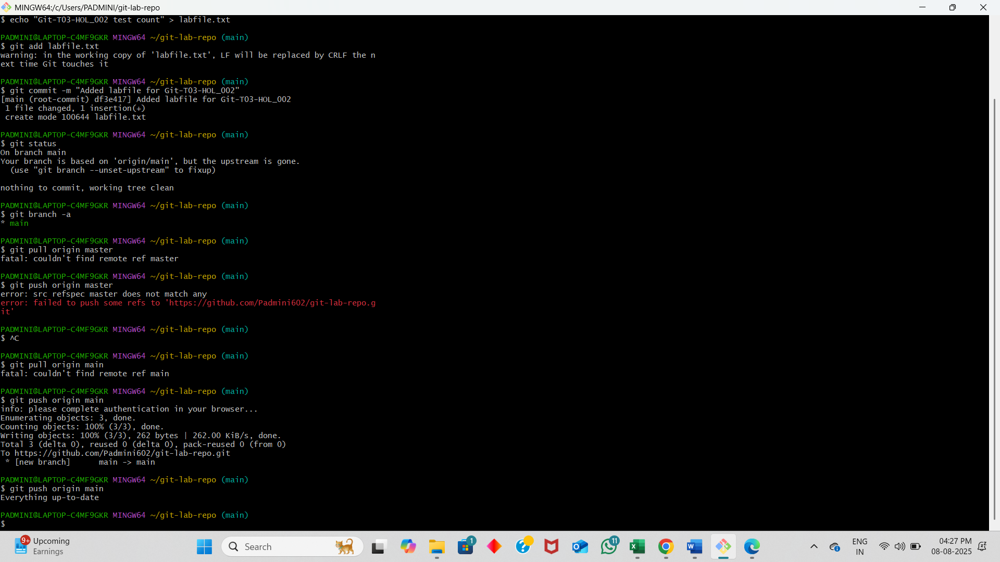 MINGW64:/c/Users/PADMINI/git-lab-repo
$ echo "Git-T03-HOL_002 test count" > labfile.txt
PADMINI@LAPTOP-C4MF9GKR MINGW64 ~/git-lab-repo (main)
$ git add labfile.txt
warning: in the working copy of 'labfile.txt', LF will be replaced by CRLF the n
ext time Git touches it
PADMINI@LAPTOP-C4MF9GKR MINGW64 ~/git-lab-repo (main)
$ git commit -m "Added labfile for Git-T03-HOL_002"
[main (root-commit) df3e417] Added labfile for Git-T03-HOL_002
 1 file changed, 1 insertion(+)
 create mode 100644 labfile.txt
PADMINI@LAPTOP-C4MF9GKR MINGW64 ~/git-lab-repo (main)
$ git status
On branch main
Your branch is based on 'origin/main', but the upstream is gone.
  (use "git branch --unset-upstream" to fixup)
nothing to commit, working tree clean
PADMINI@LAPTOP-C4MF9GKR MINGW64 ~/git-lab-repo (main)
$ git branch -a
* main
PADMINI@LAPTOP-C4MF9GKR MINGW64 ~/git-lab-repo (main)
$ git pull origin master
fatal: couldn't find remote ref master
PADMINI@LAPTOP-C4MF9GKR MINGW64 ~/git-lab-repo (main)
$ git push origin master
error: src refspec master does not match any
error: failed to push some refs to 'https://github.com/Padmini602/git-lab-repo.g
it'
PADMINI@LAPTOP-C4MF9GKR MINGW64 ~/git-lab-repo (main)
$ ^C
PADMINI@LAPTOP-C4MF9GKR MINGW64 ~/git-lab-repo (main)
$ git pull origin main
fatal: couldn't find remote ref main
PADMINI@LAPTOP-C4MF9GKR MINGW64 ~/git-lab-repo (main)
$ git push origin main
info: please complete authentication in your browser...
Enumerating objects: 3, done.
Counting objects: 100% (3/3), done.
Writing objects: 100% (3/3), 262 bytes | 262.00 KiB/s, done.
Total 3 (delta 0), reused 0 (delta 0), pack-reused 0 (from 0)
To https://github.com/Padmini602/git-lab-repo.git
 * [new branch]      main -> main
PADMINI@LAPTOP-C4MF9GKR MINGW64 ~/git-lab-repo (main)
$ git push origin main
Everything up-to-date
PADMINI@LAPTOP-C4MF9GKR MINGW64 ~/git-lab-repo (main)
$
9+ Upcoming
Earnings
Search
1
11
ENG
IN
04:27 PM
08-08-2025